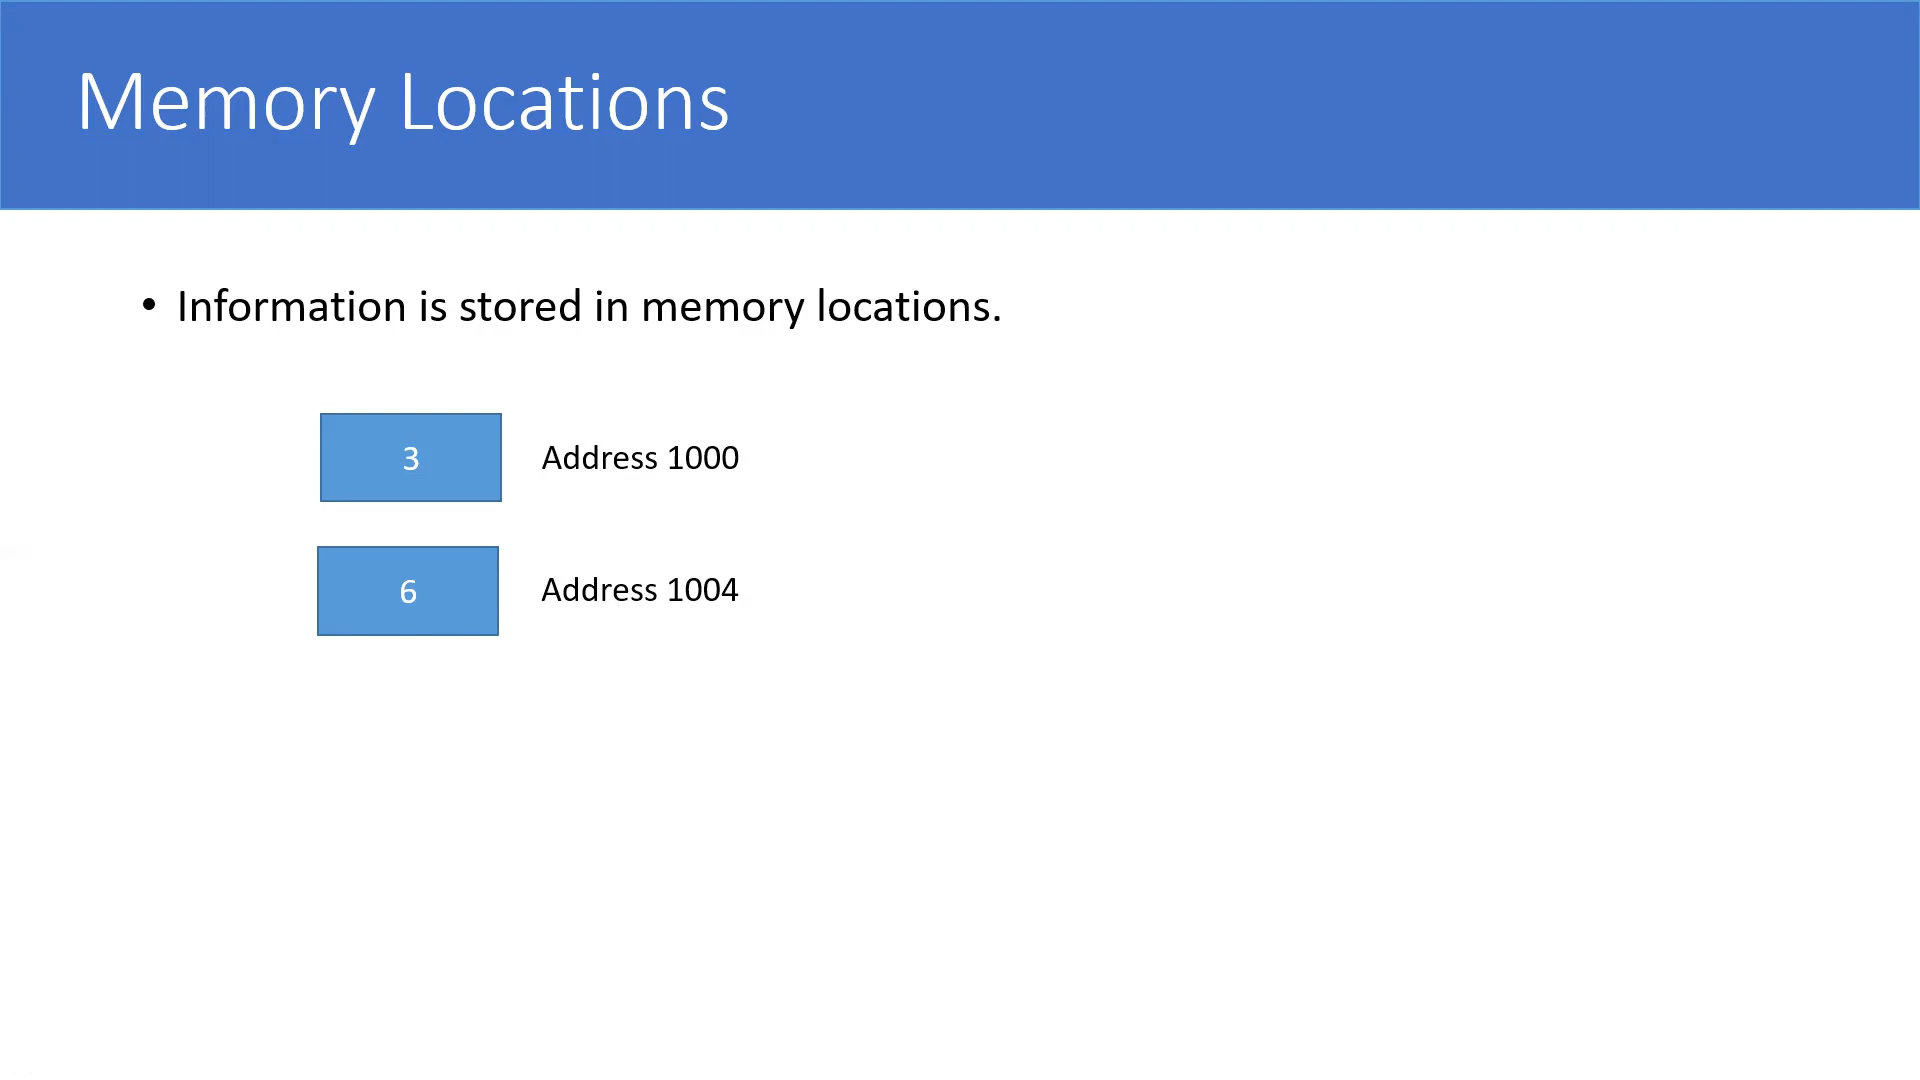 Memory Locations
• Information is stored in memory locations.
3 Address 1000
6 Address 1004